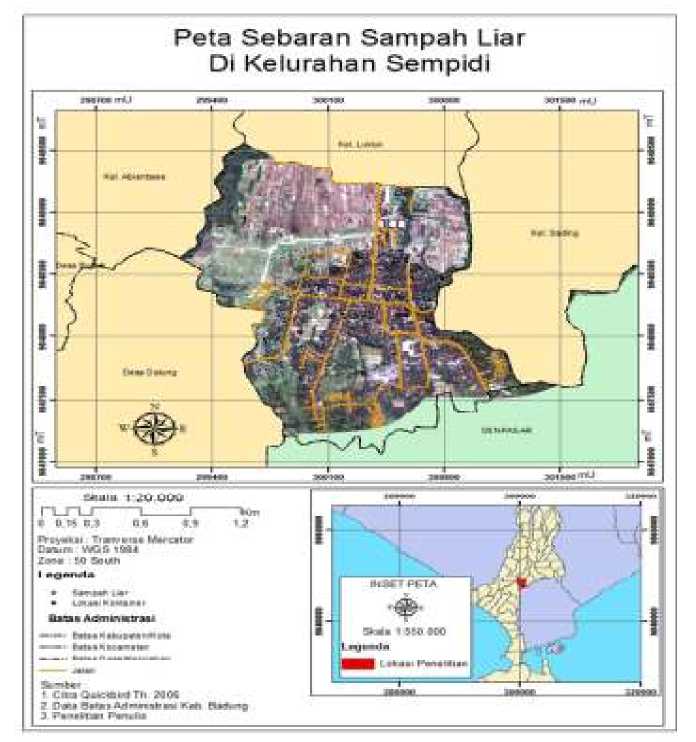 Peta Sebaran Sampah Liar
Di Kelurahan Sempidi
298700 mU 299400 300100 300800 301500 mU
Kel. Lukluk
Kel. Abianbase
Kel. Sading
Desa
Desa Dalung
N
W E
S
DENPASAR
298700 299400 300100 300800 301500 mU
Skala 1:20.000
Km
0 0,15 0,3 0,6 0,9 1,2
Proyeksi : Tranverse Mercator
Datum : WGS 1984
Zone : 50 South
Legenda
Sampah Liar
Lokasi Kontainer
Batas Administrasi
Batas Kabupaten/Kota
Batas Kecamatan
Batas
Jalan
Sumber :
1. Citra Quickbird Th. 2006
2. Data Batas Administrasi Kab. Badung
3. Penelitian Penulis
INSET PETA
Skala 1:550.000
Legenda
Lokasi Penelitian